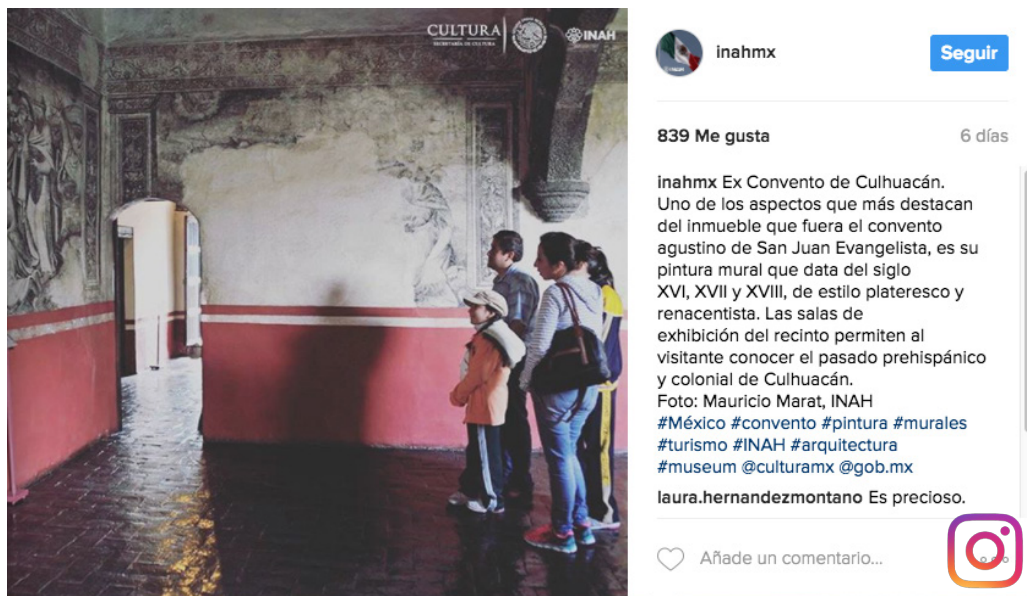 CULTURA
SECRETARÍA DE CULTURA
INAH
inahmx
Seguir
839 Me gusta
6 días
inahmx Ex Convento de Culhuacán.
Uno de los aspectos que más destacan
del inmueble que fuera el convento
agustino de San Juan Evangelista, es su
pintura mural que data del siglo
XVI, XVII y XVIII, de estilo plateresco y
renacentista. Las salas de
exhibición del recinto permiten al
visitante conocer el pasado prehispánico
y colonial de Culhuacán.
Foto: Mauricio Marat, INAH
#México #convento #pintura #murales
#turismo #INAH #arquitectura
#museum @culturamx @gob.mx
laura.hernandezmontano Es precioso.
Añade un comentario...